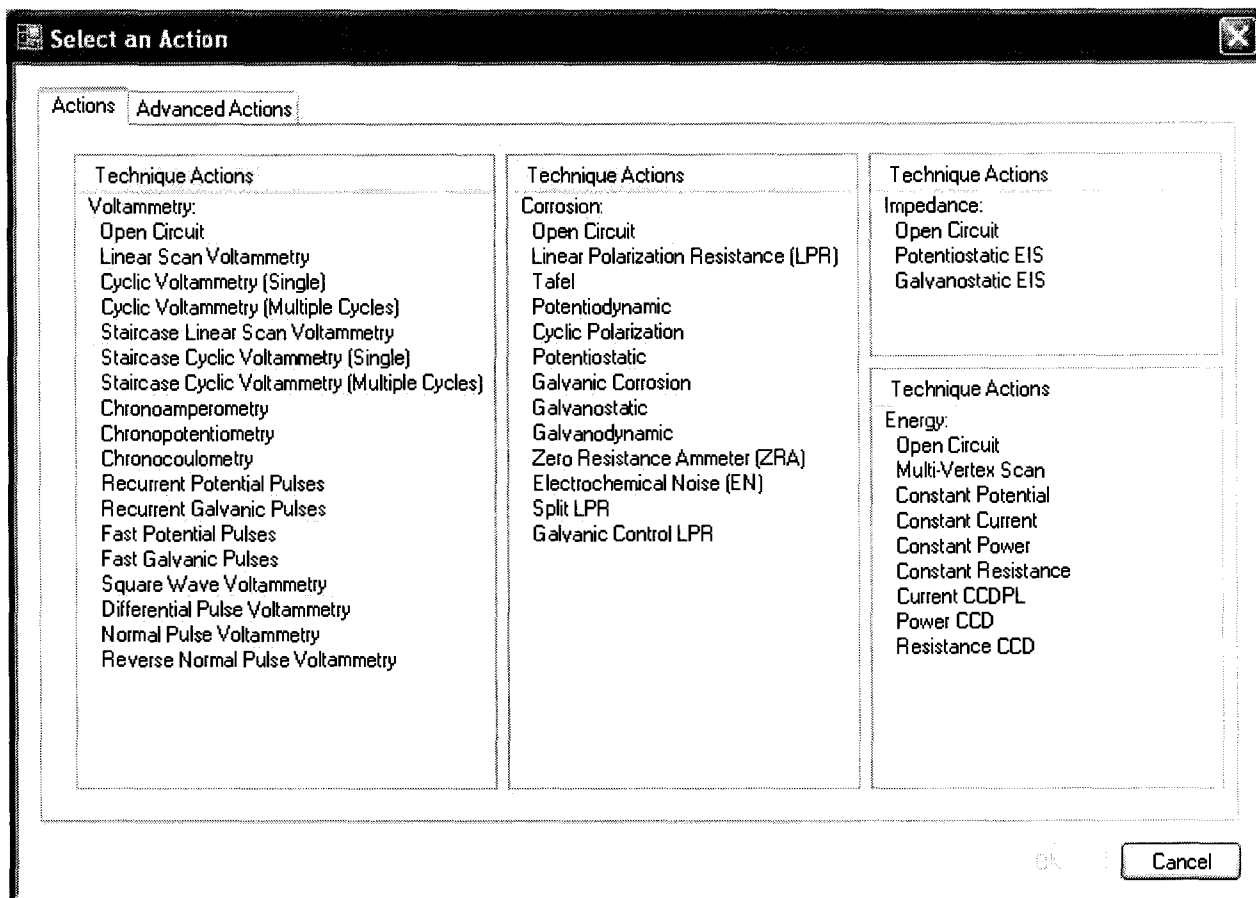 Select an Action
Actions
Advanced Actions
Technique Actions
Voltammetry:
Open Circuit
Linear Scan Voltammetry
Cyclic Voltammetry (Single)
Cyclic Voltammetry (Multiple Cycles)
Staircase Linear Scan Voltammetry
Staircase Cyclic Voltammetry (Single)
Staircase Cyclic Voltammetry (Multiple Cycles)
Chronoamperometry
Chronopotentiometry
Chronocoulometry
Recurrent Potential Pulses
Recurrent Galvanic Pulses
Fast Potential Pulses
Fast Galvanic Pulses
Square Wave Voltammetry
Differential Pulse Voltammetry
Normal Pulse Voltammetry
Reverse Normal Pulse Voltammetry
Technique Actions
Corrosion:
Open Circuit
Linear Polarization Resistance (LPR)
Tafel
Potentiodynamic
Cyclic Polarization
Potentiostatic
Galvanic Corrosion
Galvanostatic
Galvanodynamic
Zero Resistance Ammeter (ZRA)
Electrochemical Noise (EN)
Split LPR
Galvanic Control LPR
Technique Actions
Impedance:
Open Circuit
Potentiostatic EIS
Galvanostatic EIS
Technique Actions
Energy:
Open Circuit
Multi-Vertex Scan
Constant Potential
Constant Current
Constant Power
Constant Resistance
Current CCDPL
Power CCD
Resistance CCD
OK
Cancel